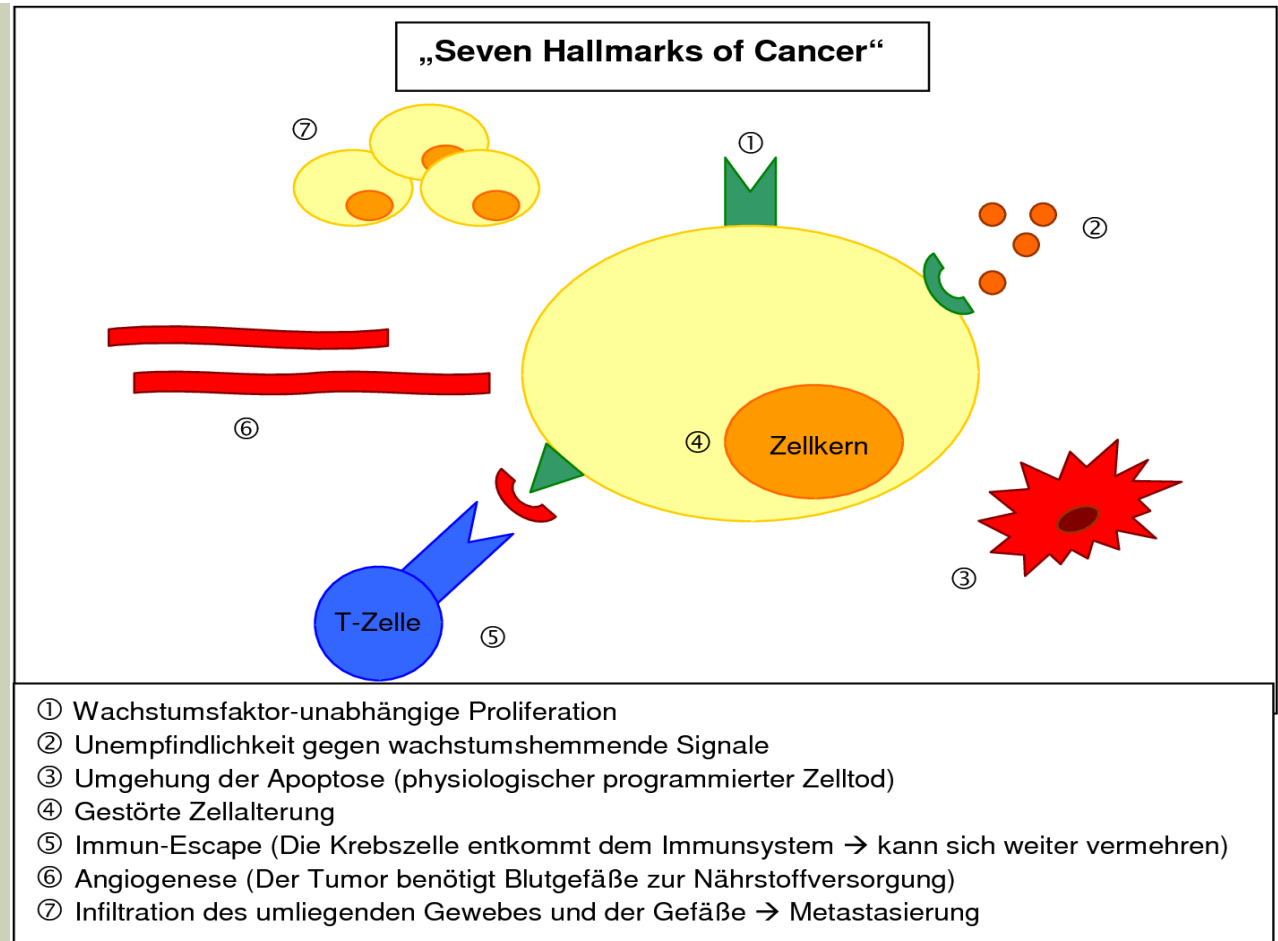 „Seven Hallmarks of Cancer“
⑦
①
②
⑥
④ Zellkern
③
T-Zelle
⑤
① Wachstumsfaktor-unabhängige Proliferation
② Unempfindlichkeit gegen wachstumshemmende Signale
③ Umgehung der Apoptose (physiologischer programmierter Zelltod)
④ Gestörte Zellalterung
⑤ Immun-Escape (Die Krebszelle entkommt dem Immunsystem → kann sich weiter vermehren)
⑥ Angiogenese (Der Tumor benötigt Blutgefäße zur Nährstoffversorgung)
⑦ Infiltration des umliegenden Gewebes und der Gefäße → Metastasierung